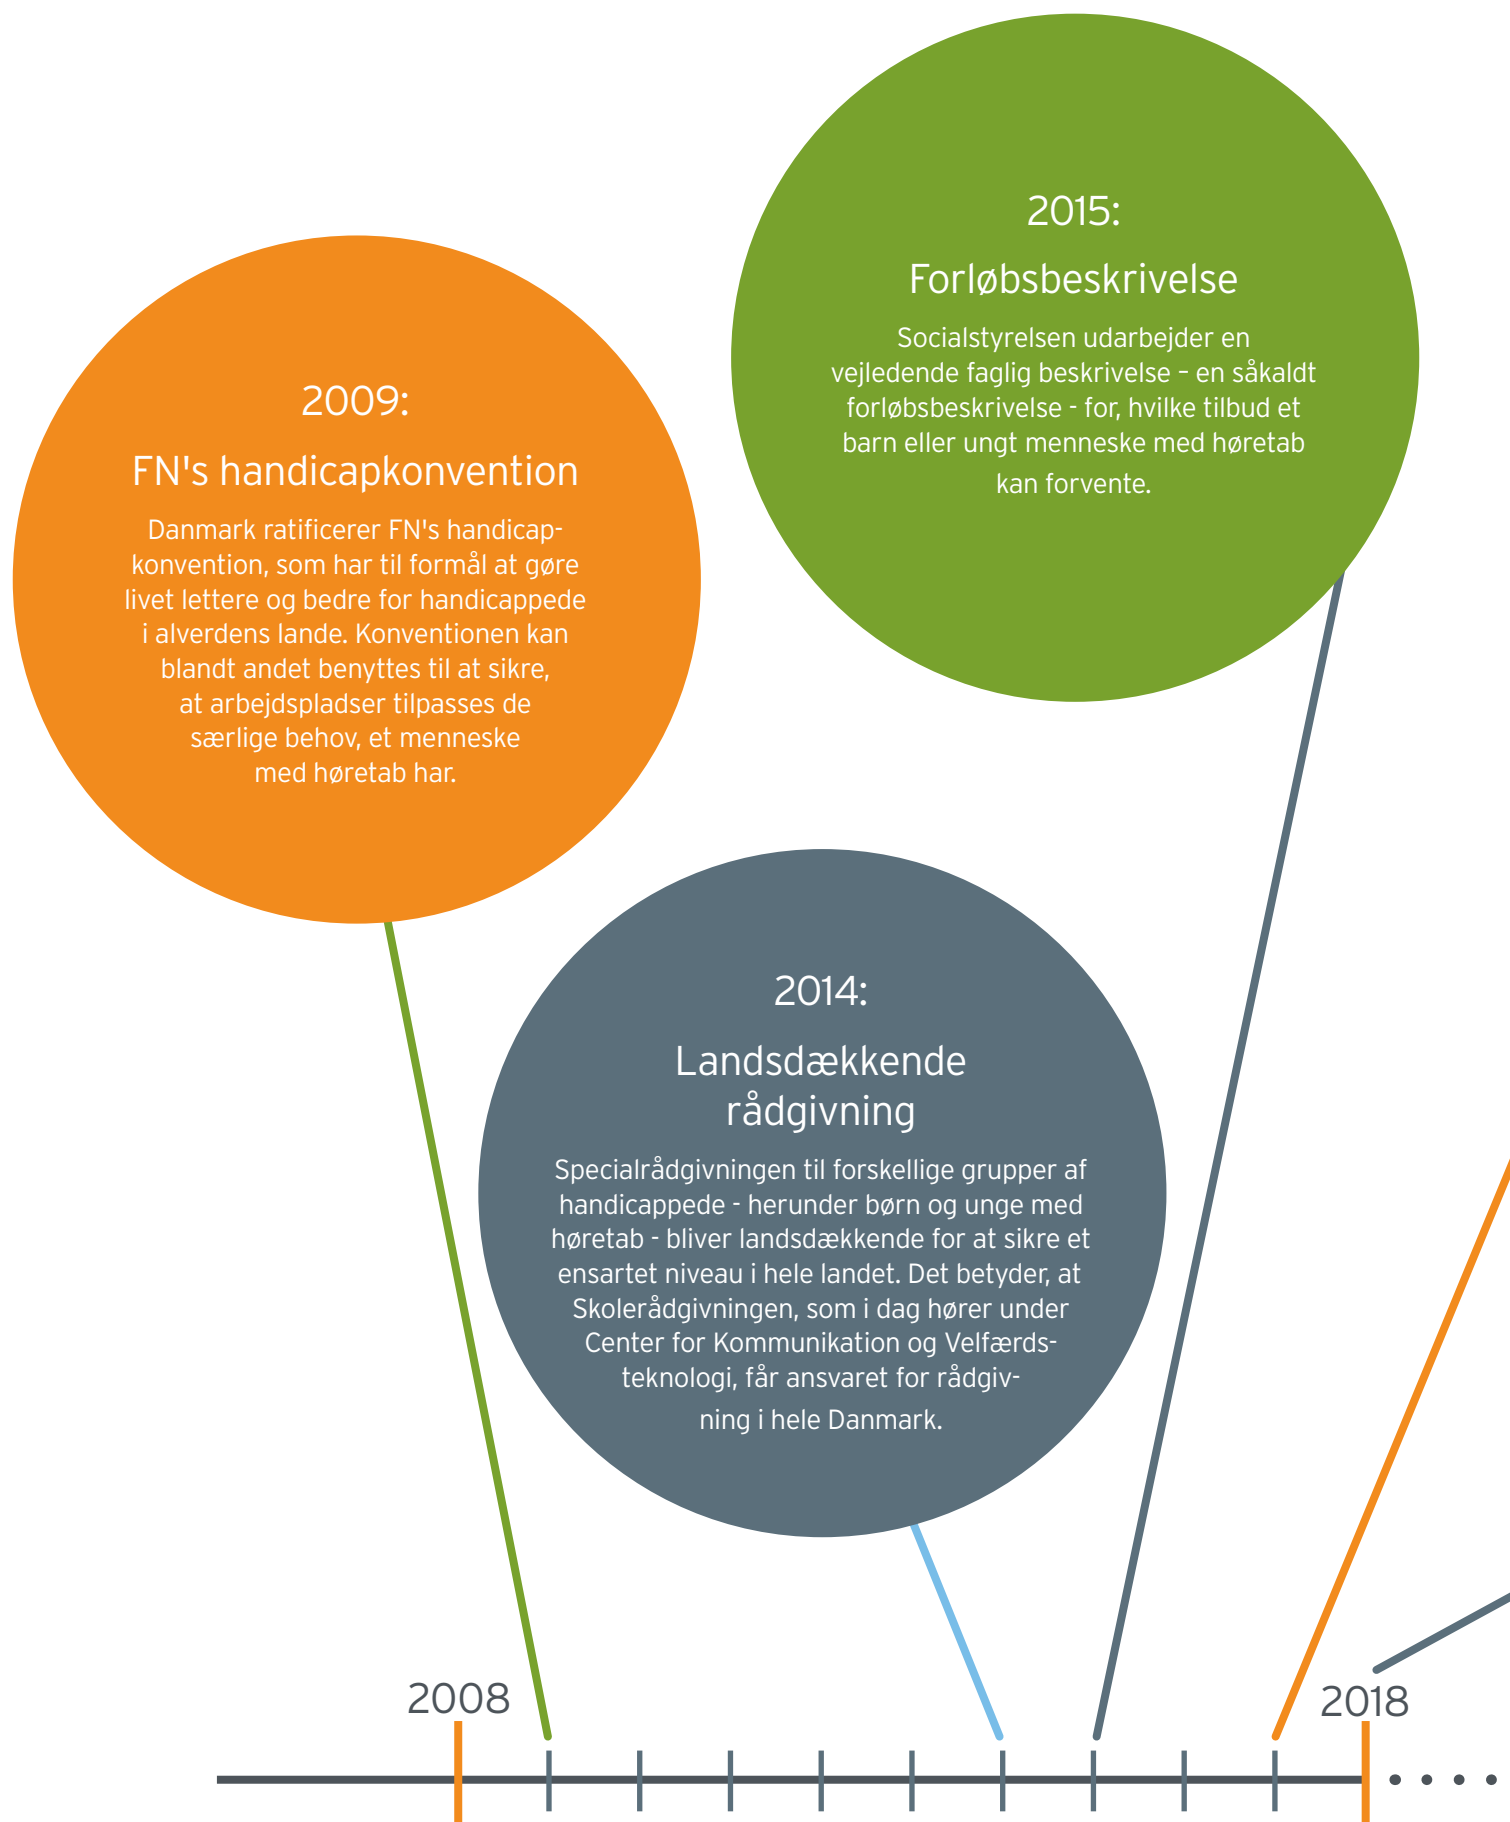 2009:
FN's handicapkonvention
Danmark ratificerer FN's handicap-
konvention, som har til formål at gøre
livet lettere og bedre for handicappede
i alverdens lande. Konventionen kan
blandt andet benyttes til at sikre,
at arbejdspladser tilpasses de
særlige behov, et menneske
med høretab har.
2015:
Forløbsbeskrivelse
Socialstyrelsen udarbejder en
vejledende faglig beskrivelse – en såkaldt
forløbsbeskrivelse - for, hvilke tilbud et
barn eller ungt menneske med høretab
kan forvente.
2014:
Landsdækkende
rådgivning
Specialrådgivningen til forskellige grupper af
handicappede - herunder børn og unge med
høretab - bliver landsdækkende for at sikre et
ensartet niveau i hele landet. Det betyder, at
Skolerådgivningen, som i dag hører under
Center for Kommunikation og Velfærds-
teknologi, får ansvaret for rådgiv-
ning i hele Danmark.
2008
2018